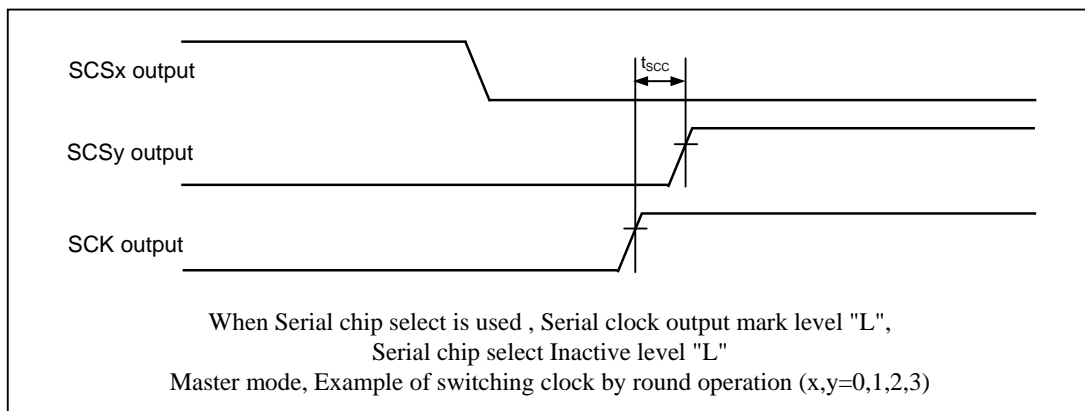 tSCC
SCSx output
SCSy output
SCK output
When Serial chip select is used , Serial clock output mark level "L",
Serial chip select Inactive level "L"
Master mode, Example of switching clock by round operation (x,y=0,1,2,3)